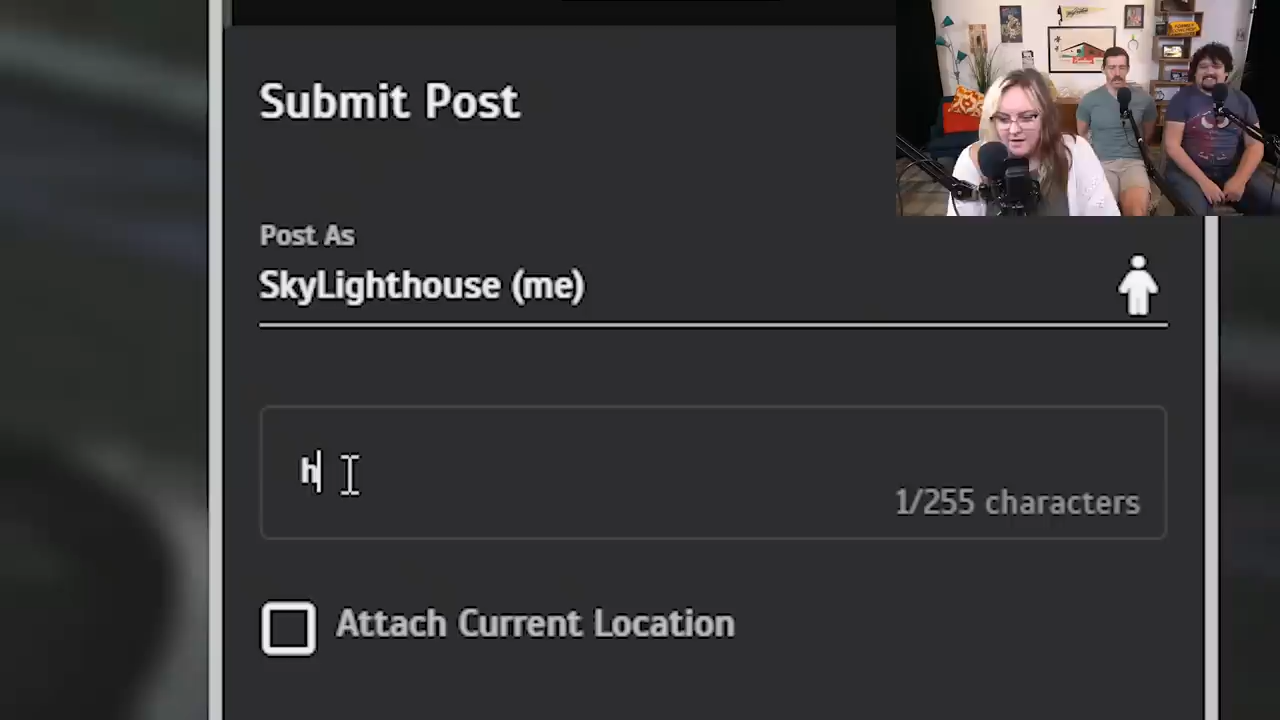 Submit Post
Post As
SkyLighthouse (me)
h
1/255 characters
Attach Current Location